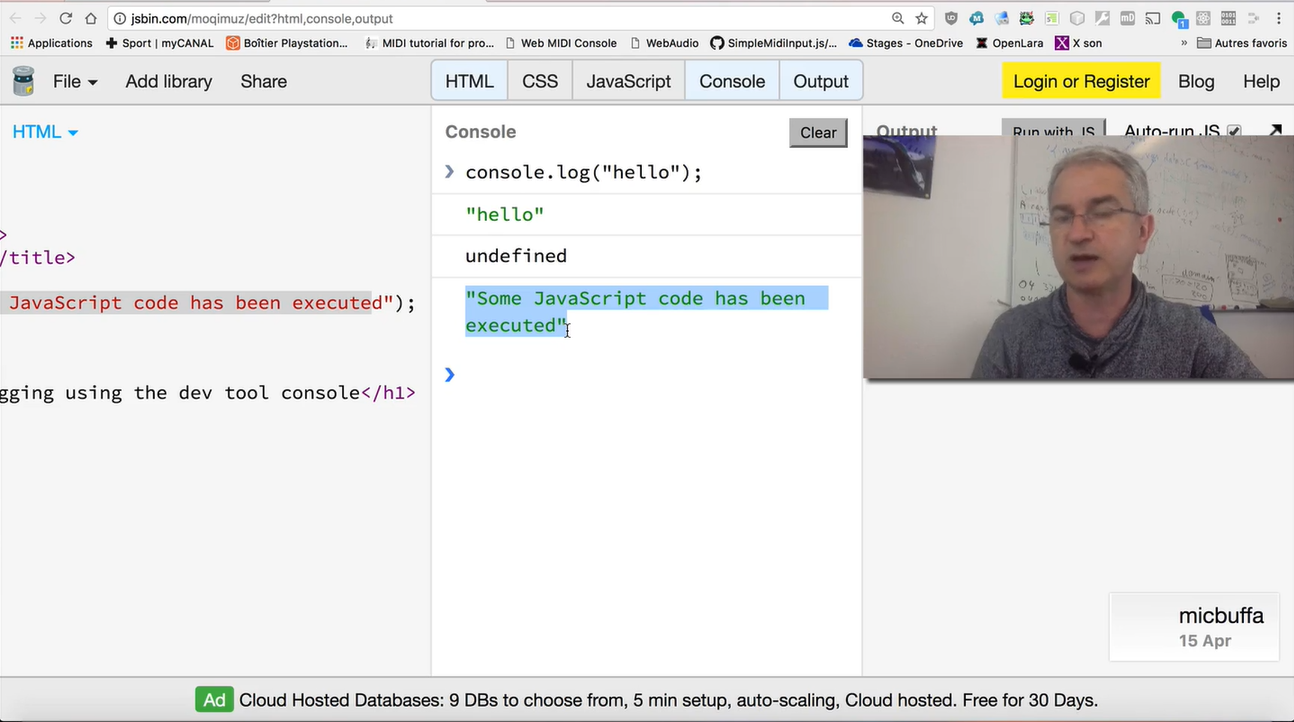 jsbin.com/moqimuz/edit?html,console,output
Applications
Sport | myCANAL
Boîtier Playstation...
MIDI tutorial for pro...
Web MIDI Console
WebAudio
SimpleMidiInput.js/...
Stages - OneDrive
OpenLara
X son
»
Autres favoris
File
Add library
Share
HTML
CSS
JavaScript
Console
Output
Login or Register
Blog
Help
HTML
>
/title>
JavaScript code has been executed");
gging using the dev tool console</h1>
Console
Clear
console.log("hello");
"hello"
undefined
"Some JavaScript code has been
executed"
Output
Run with JS
Auto-run JS
micbuffa
15 Apr
Ad Cloud Hosted Databases: 9 DBs to choose from, 5 min setup, auto-scaling, Cloud hosted. Free for 30 Days.